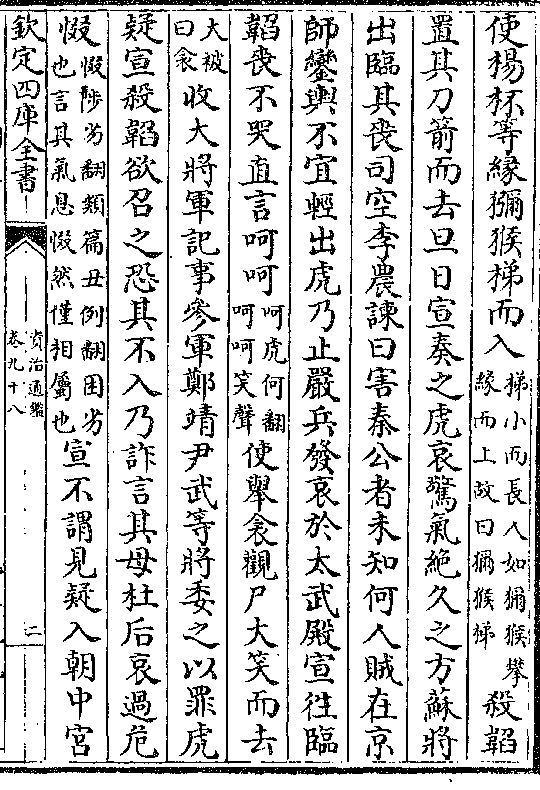 使楊柸等縁獮猴梯而入梯小而長人如獮猴攀縁而上故曰獮猴梯殺韜
置其刀箭而去旦日宣奏之虎哀驚氣絶久之方蘇將
出臨其喪司空李農諫曰害秦公者未知何人賊在京
師鑾輿不宜輕出虎乃止嚴兵發哀於太武殿宣往臨
韜喪不哭直言呵呵呵虎何翻呵呵笑聲使舉衾觀尸大笑而去
大被曰衾收大將軍記事參軍鄭靖尹武等將委之以罪虎
疑宣殺韜欲召之恐其不入乃詐言其母杜后哀過危
惙惙陟劣翻類篇丑例翻困劣也言其氣息惙然僅相屬也宣不謂見疑入朝中宮
欽定四庫全書
資治通鑑
卷九十八
二